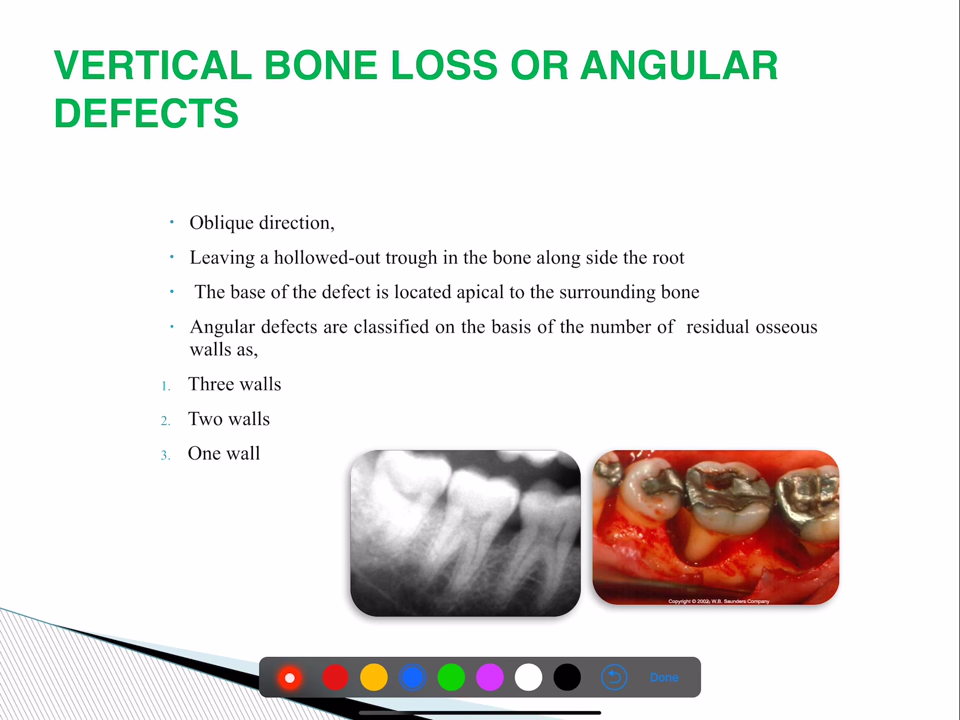 VERTICAL BONE LOSS OR ANGULAR
DEFECTS
• Oblique direction,
• Leaving a hollowed-out trough in the bone along side the root
• The base of the defect is located apical to the surrounding bone
• Angular defects are classified on the basis of the number of residual osseous
walls as,
1. Three walls
2. Two walls
3. One wall
Copyright © 2002, W.B. Saunders Company
Done